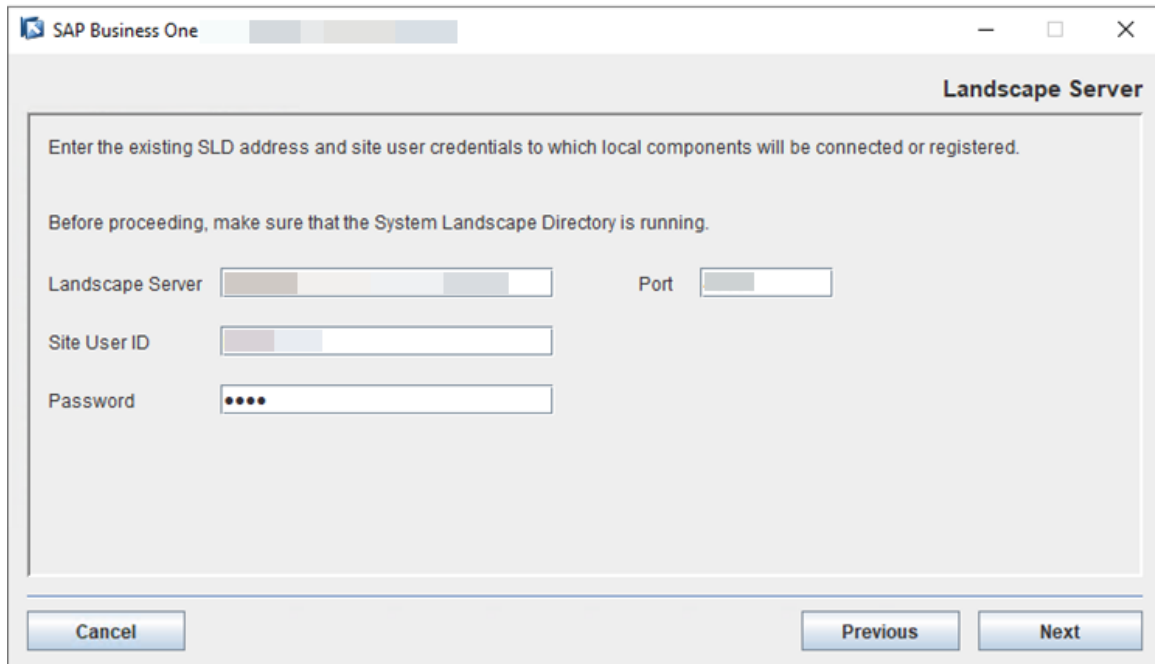 SAP Business One
Landscape Server
Enter the existing SLD address and site user credentials to which local components will be connected or registered.
Before proceeding, make sure that the System Landscape Directory is running.
Landscape Server Port
Site User ID
Password ••••
Cancel Previous Next